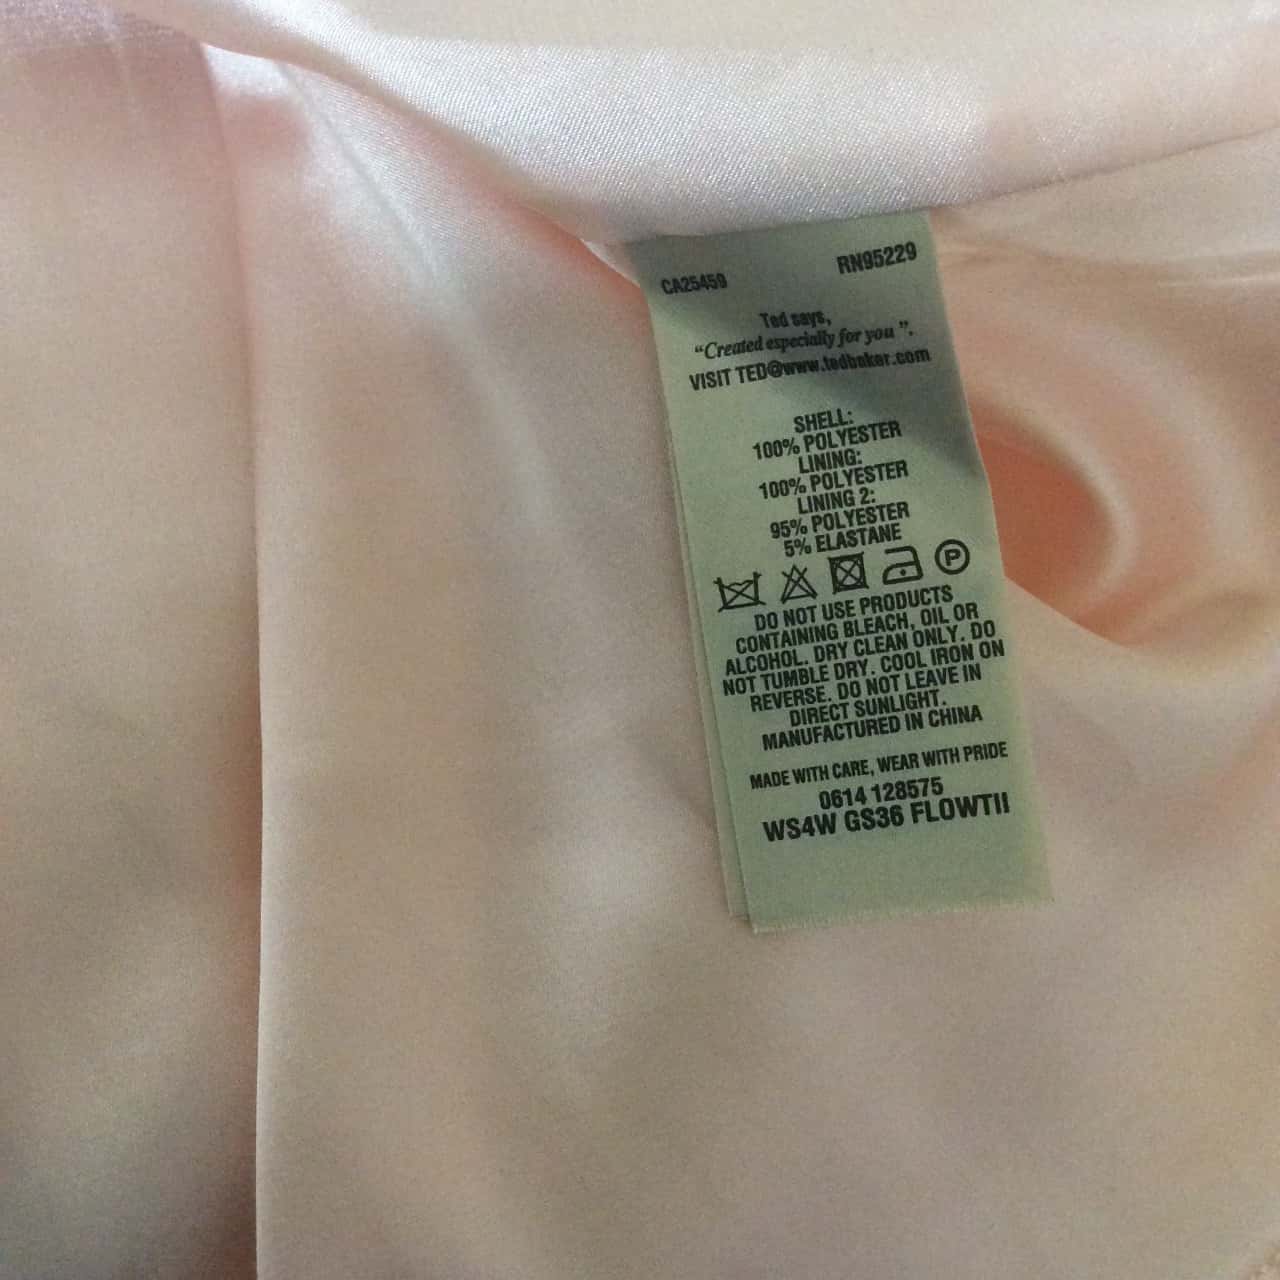 CA25459 RN95229
Ted says,
“Created especially for you ”.
VISIT TED@www.tedbaker.com
SHELL:
100% POLYESTER
LINING:
100% POLYESTER
LINING 2:
95% POLYESTER
5% ELASTANE
P
DO NOT USE PRODUCTS
CONTAINING BLEACH, OIL OR
ALCOHOL. DRY CLEAN ONLY. DO
NOT TUMBLE DRY. COOL IRON ON
REVERSE. DO NOT LEAVE IN
DIRECT SUNLIGHT.
MANUFACTURED IN CHINA
MADE WITH CARE, WEAR WITH PRIDE
0614 128575
WS4W GS36 FLOWTII